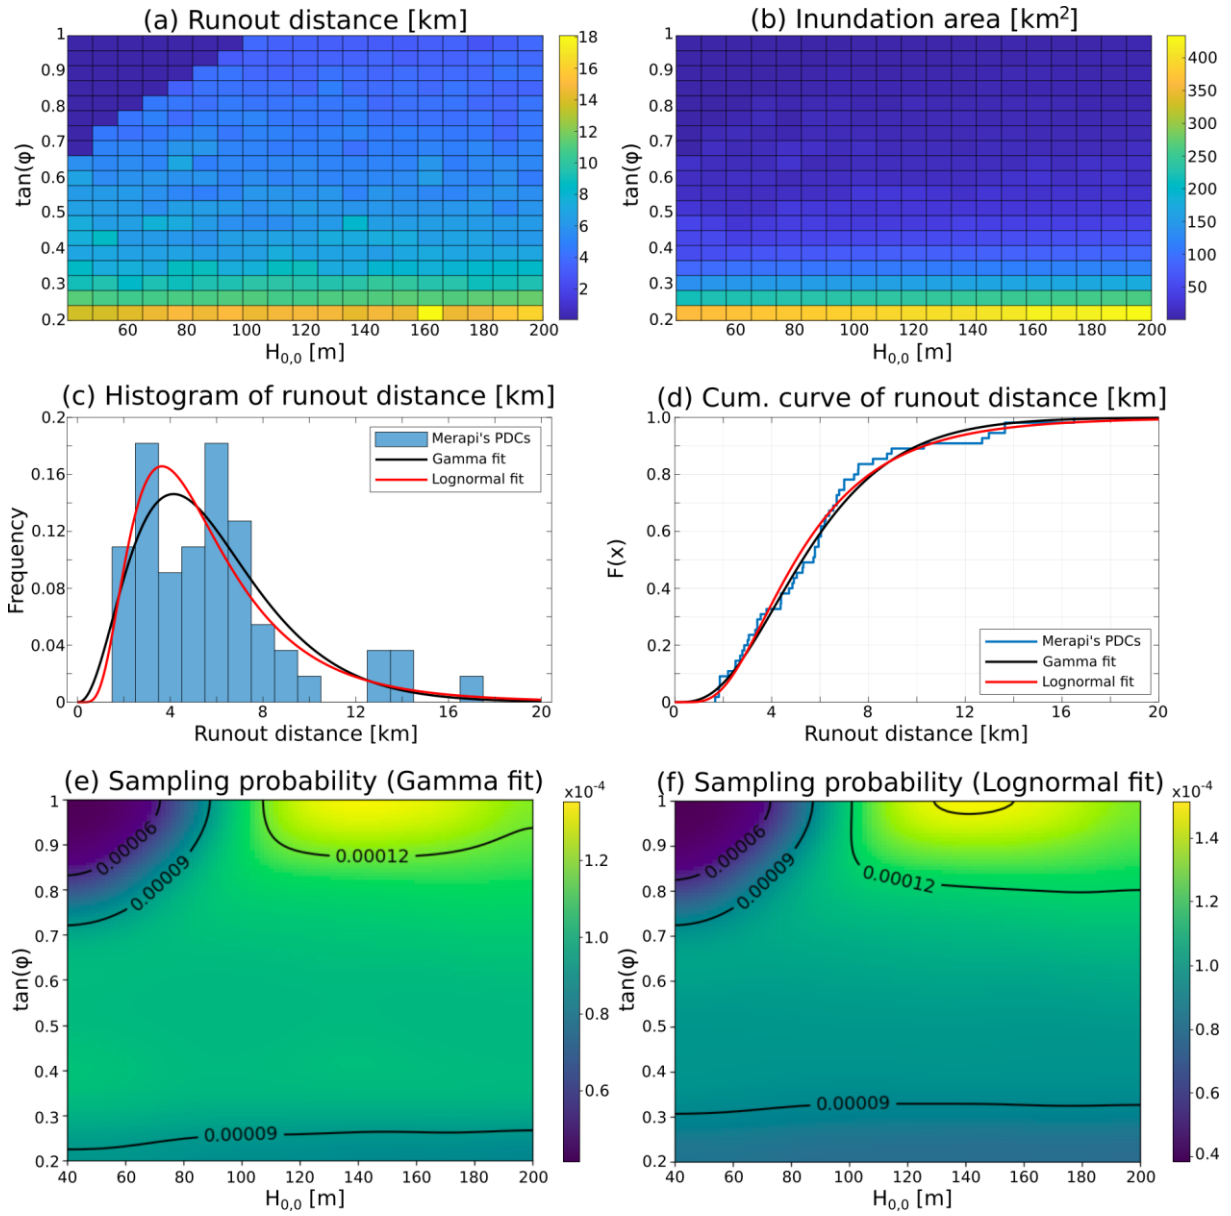 (a) Runout distance [km]
1
0.9
0.8
0.7
0.6
0.5
0.4
0.3
0.2
tan(φ)
60 80 100 120 140 160 180 200
H0,0 [m]
18
16
14
12
10
8
6
4
2
(b) Inundation area [km2]
1
0.9
0.8
0.7
0.6
0.5
0.4
0.3
0.2
tan(φ)
60 80 100 120 140 160 180 200
H0,0 [m]
400
350
300
250
200
150
100
50
(c) Histogram of runout distance [km]
0.2
0.16
0.12
0.08
0.04
0
Frequency
Merapi's PDCs
Gamma fit
Lognormal fit
0 4 8 12 16 20
Runout distance [km]
(d) Cum. curve of runout distance [km]
1.0
0.8
0.6
0.4
0.2
0
F(x)
Merapi's PDCs
Gamma fit
Lognormal fit
0 4 8 12 16 20
Runout distance [km]
(e) Sampling probability (Gamma fit)
1
0.9
0.8
0.7
0.6
0.5
0.4
0.3
0.2
tan(φ)
0.00006
0.00009
0.00012
0.00009
40 60 80 100 120 140 160 180 200
H0,0 [m]
x10-4
1.2
1.0
0.8
0.6
(f) Sampling probability (Lognormal fit)
1
0.9
0.8
0.7
0.6
0.5
0.4
0.3
0.2
tan(φ)
0.00006
0.00009
0.00012
0.00009
40 60 80 100 120 140 160 180 200
H0,0 [m]
x10-4
1.4
1.2
1.0
0.8
0.6
0.4